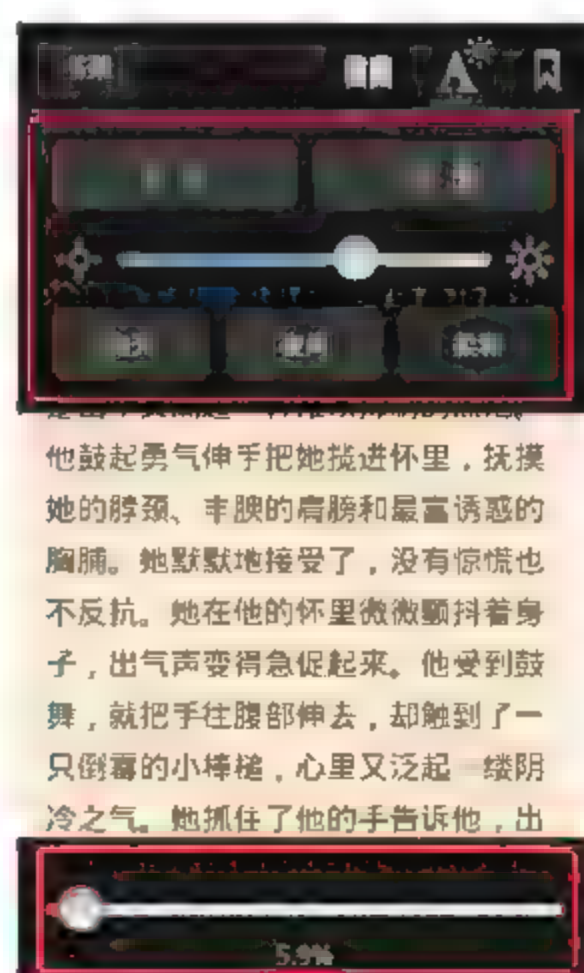 他鼓起勇气伸手把她揽进怀里，抚摸
她的脖颈、丰腴的肩膀和最富诱惑的
胸脯。她默默地接受了，没有惊慌也
不反抗。她在他的怀里微微颤抖着身
子，出气声变得急促起来。他受到鼓
舞，就把手往腹部伸去，却触到了一
只倒霉的小棒槌，心里又泛起一缕阴
冷之气。她抓住了他的手告诉他，出
5.9%